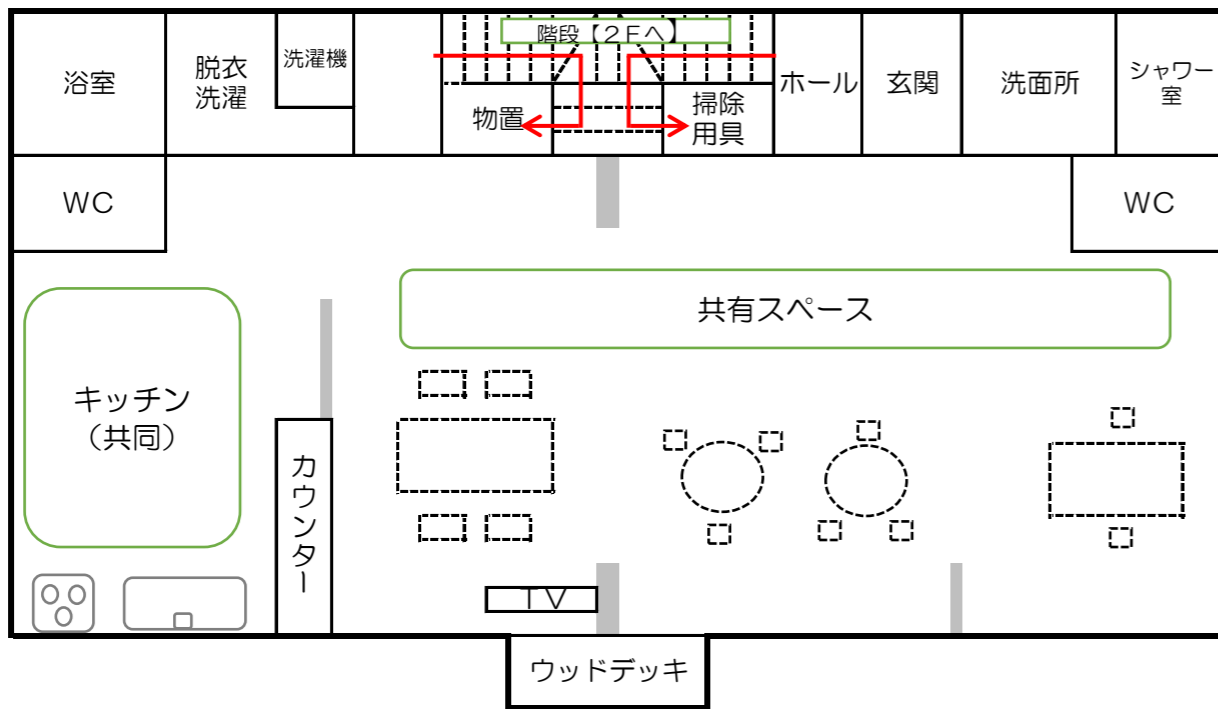 階段【２Ｆへ】
浴室
脱衣
洗濯
洗濯機
物置
掃除
用具
ホール
玄関
洗面所
シャワー
室
ＷＣ
ＷＣ
共有スペース
キッチン
（共同）
カウンター
ＴＶ
ウッドデッキ